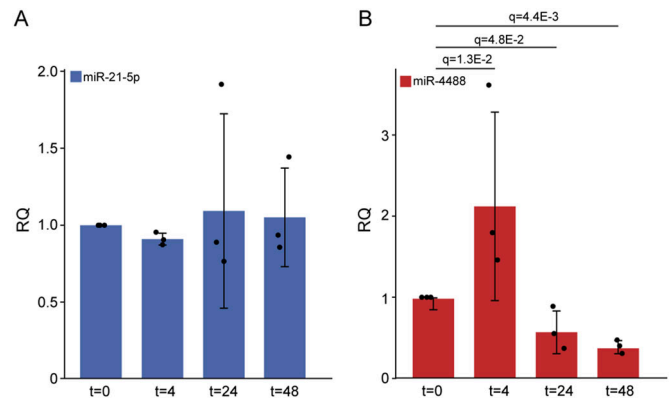 A
miR-21-5p
RQ
2.0
1.5
1.0
0.5
0
t=0
t=4
t=24
t=48
B
q=4.4E-3
q=4.8E-2
q=1.3E-2
miR-4488
RQ
3
2
1
0
t=0
t=4
t=24
t=48